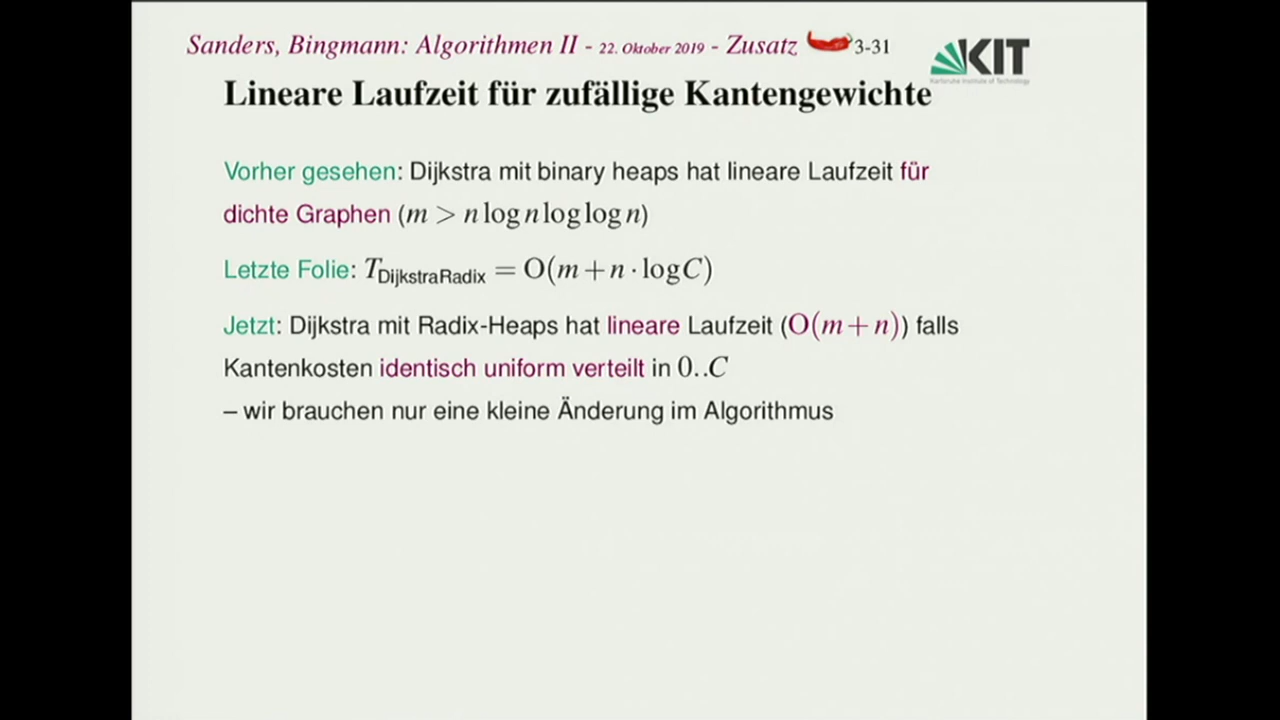 Sanders, Bingmann: Algorithmen II - 22. Oktober 2019 - Zusatz 3-31
KIT
Karlsruhe Institute of Technology
Lineare Laufzeit für zufällige Kantengewichte
Vorher gesehen: Dijkstra mit binary heaps hat lineare Laufzeit für
dichte Graphen (m > n log n log log n)
Letzte Folie: T_DijkstraRadix = O(m + n · log C)
Jetzt: Dijkstra mit Radix-Heaps hat lineare Laufzeit (O(m + n)) falls
Kantenkosten identisch uniform verteilt in 0..C
– wir brauchen nur eine kleine Änderung im Algorithmus